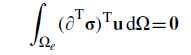 ∫_{Ω_e} (∂^T σ)^T u dΩ = 0